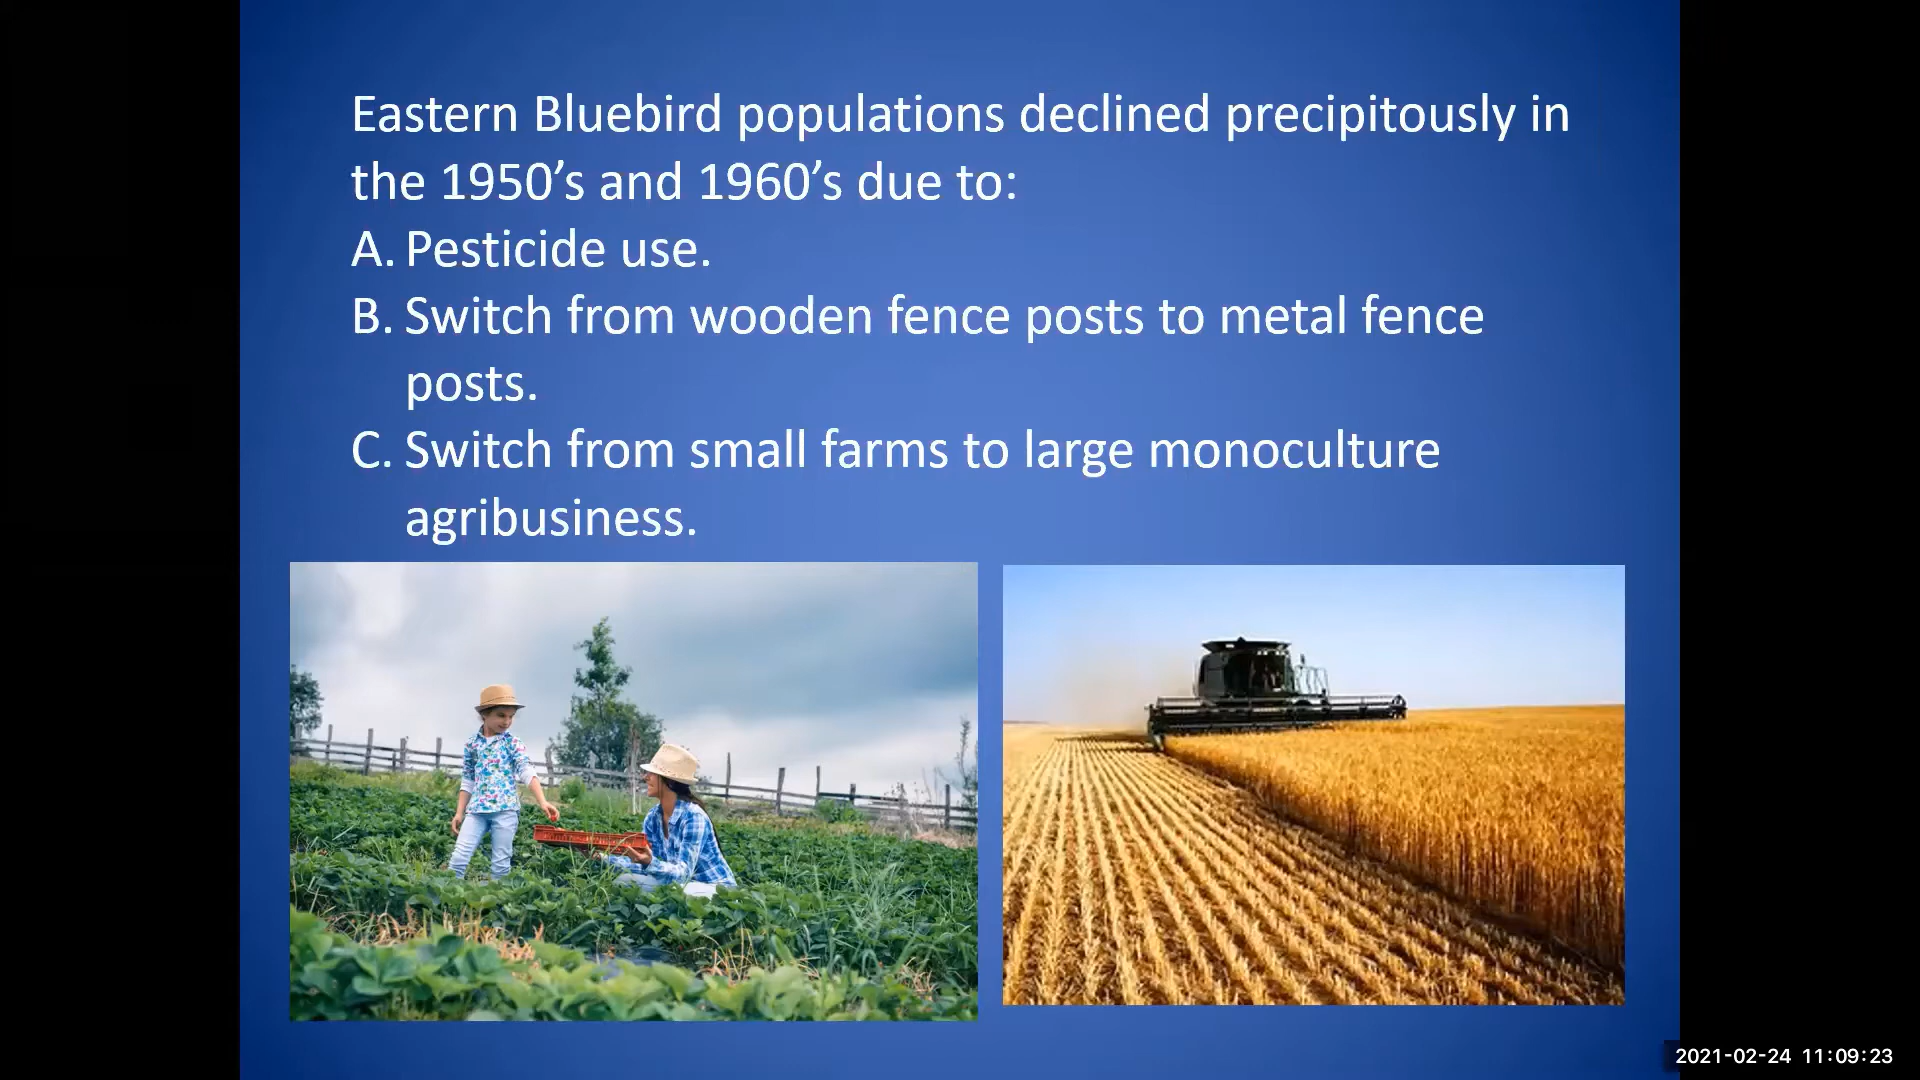 Eastern Bluebird populations declined precipitously in
the 1950’s and 1960’s due to:
A. Pesticide use.
B. Switch from wooden fence posts to metal fence
posts.
C. Switch from small farms to large monoculture
agribusiness.
2021-02-24 11:09:23